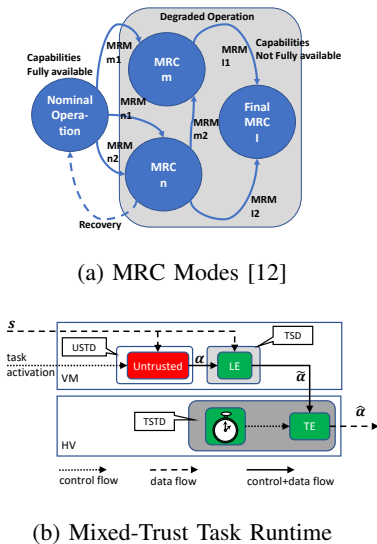 Degraded Operation
Capabilities
Fully available
MRM
m1
MRC
m
MRM
l1
Capabilities
Not Fully available
Nominal
Opera-
tion
MRM
n1
Final
MRC
l
MRM
n2
MRC
n
MRM
m2
MRM
l2
Recovery
(a) MRC Modes [12]
s
USTD
TSD
task
activation
Untrusted
α
LE
VM
α̃
TSTD
TE
α̂
HV
control flow
data flow
control+data flow
(b) Mixed-Trust Task Runtime